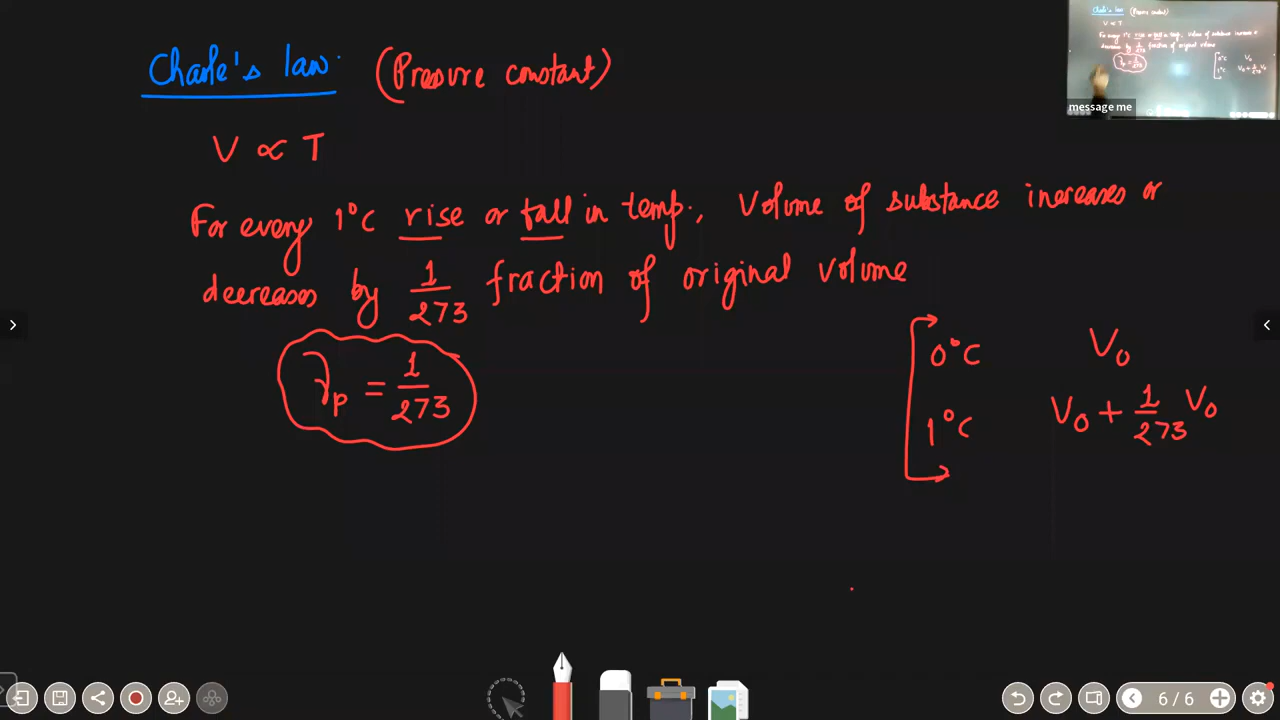 Charle's law (Pressure constant)
V ∝ T
For every 1°C rise or fall in temp., Volume of substance increases or
decreases by 1/273 fraction of original volume
γp = 1/273
0°C V₀
1°C V₀ + 1/273 V₀
message me
6/6